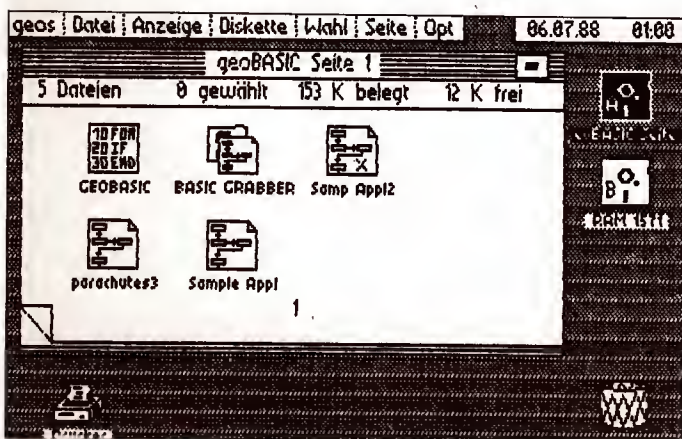 geos Datei Anzeige Diskette Wahl Seite Opt 06.07.88 01:08
geoBASIC Seite 1
5 Dateien 0 gewählt 153 K belegt 12 K frei
10 FOR
20 IF
30 END
GEOBASIC BASIC GRABBER Samp Appl2
A
B
RAM 1571
parachutes3 Sample Appl
1